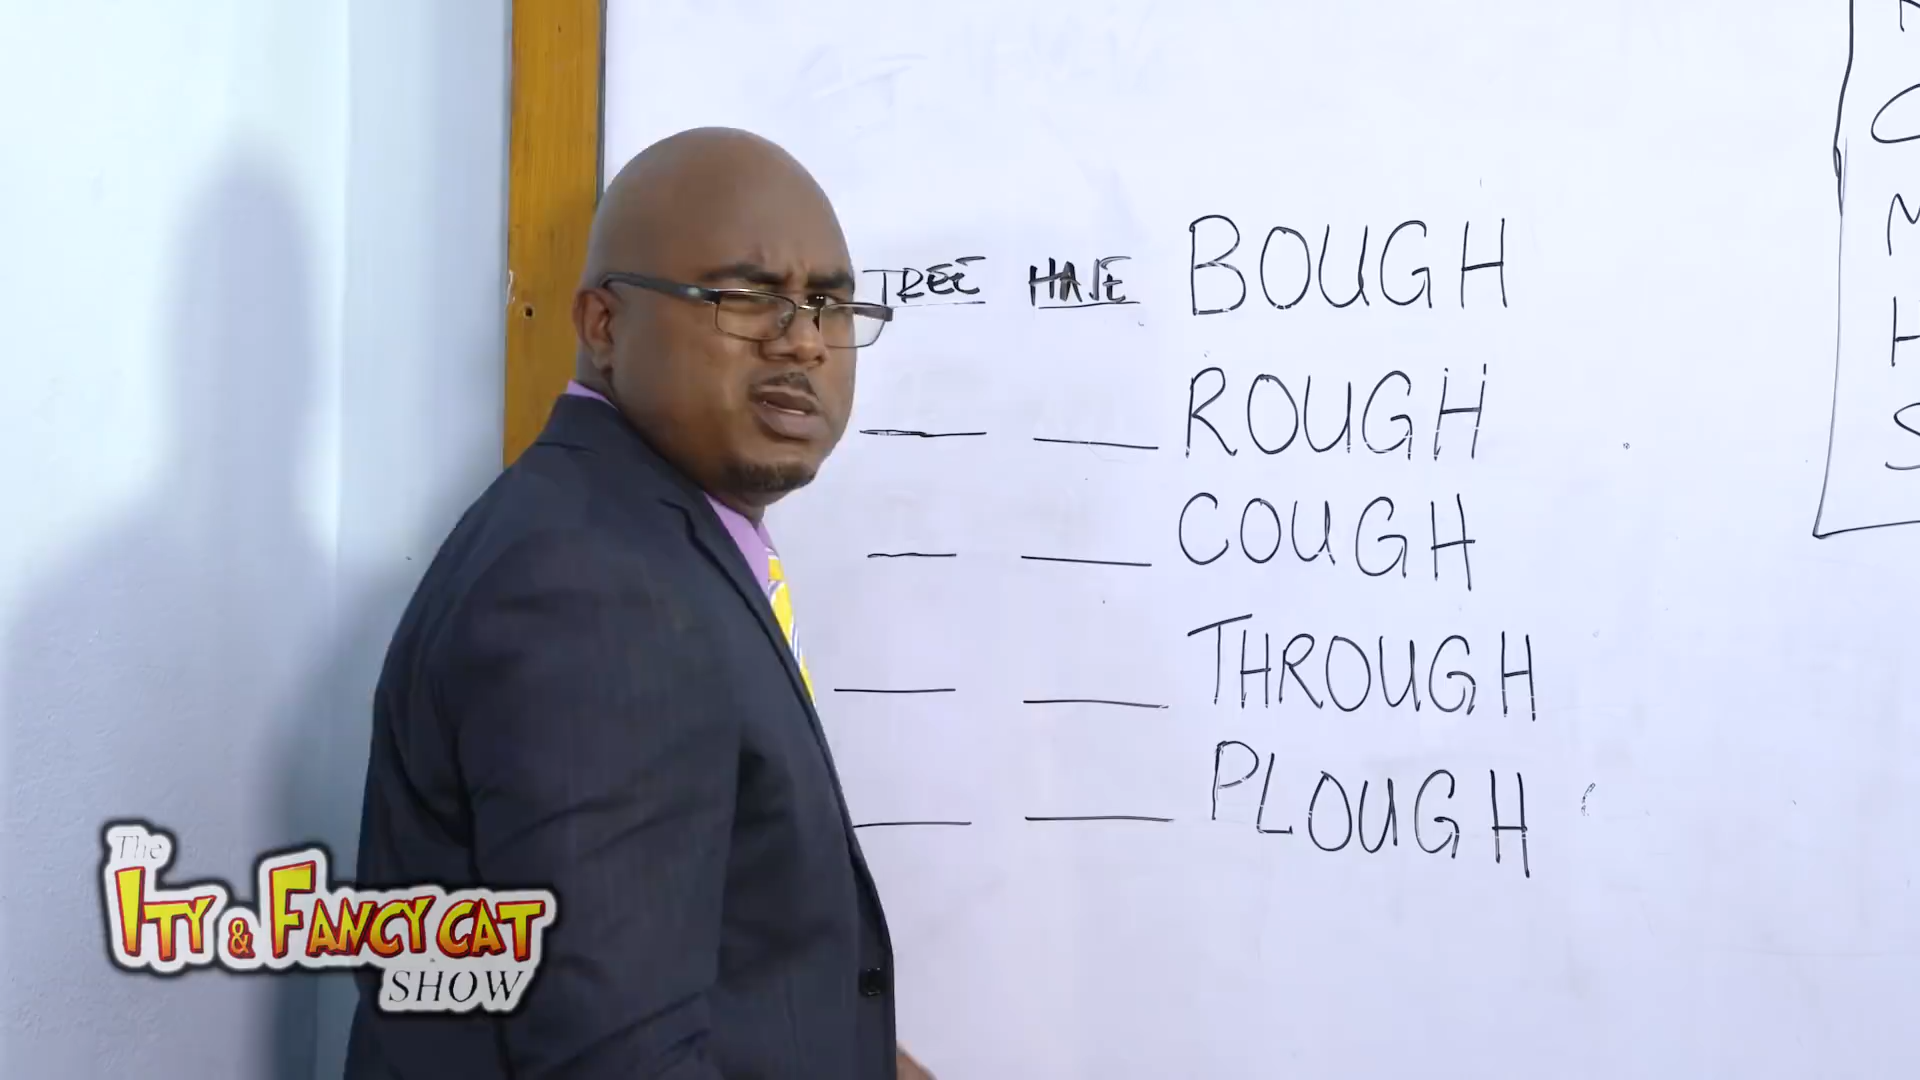 TREE HAVE BOUGH
ROUGH
COUGH
THROUGH
PLOUGH
The
ITY & FANCY CAT
SHOW